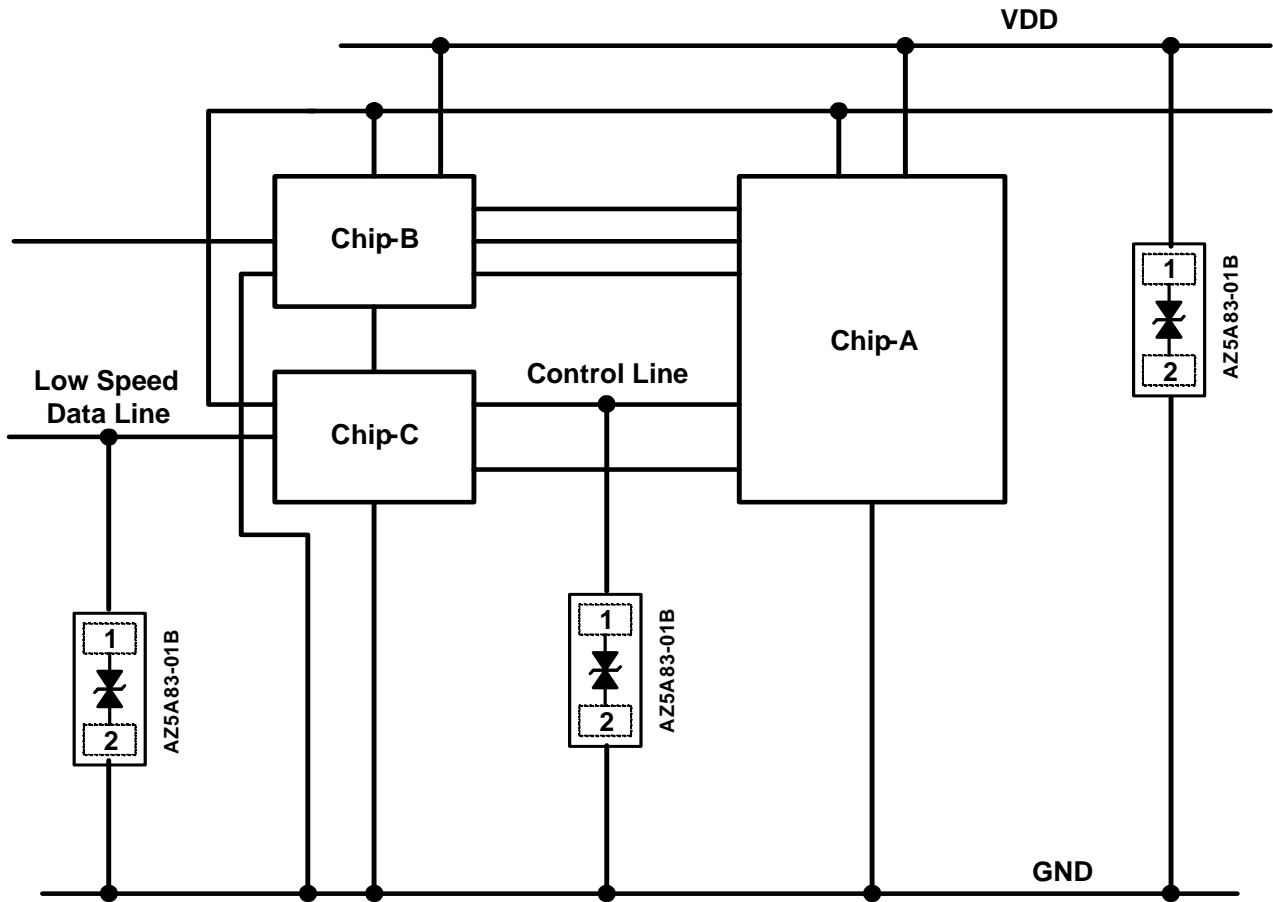 VDD
Chip-B
1
AZ5A83-01B
2
Chip-A
Low Speed
Data Line
Control Line
Chip-C
1
AZ5A83-01B
2
1
AZ5A83-01B
2
GND